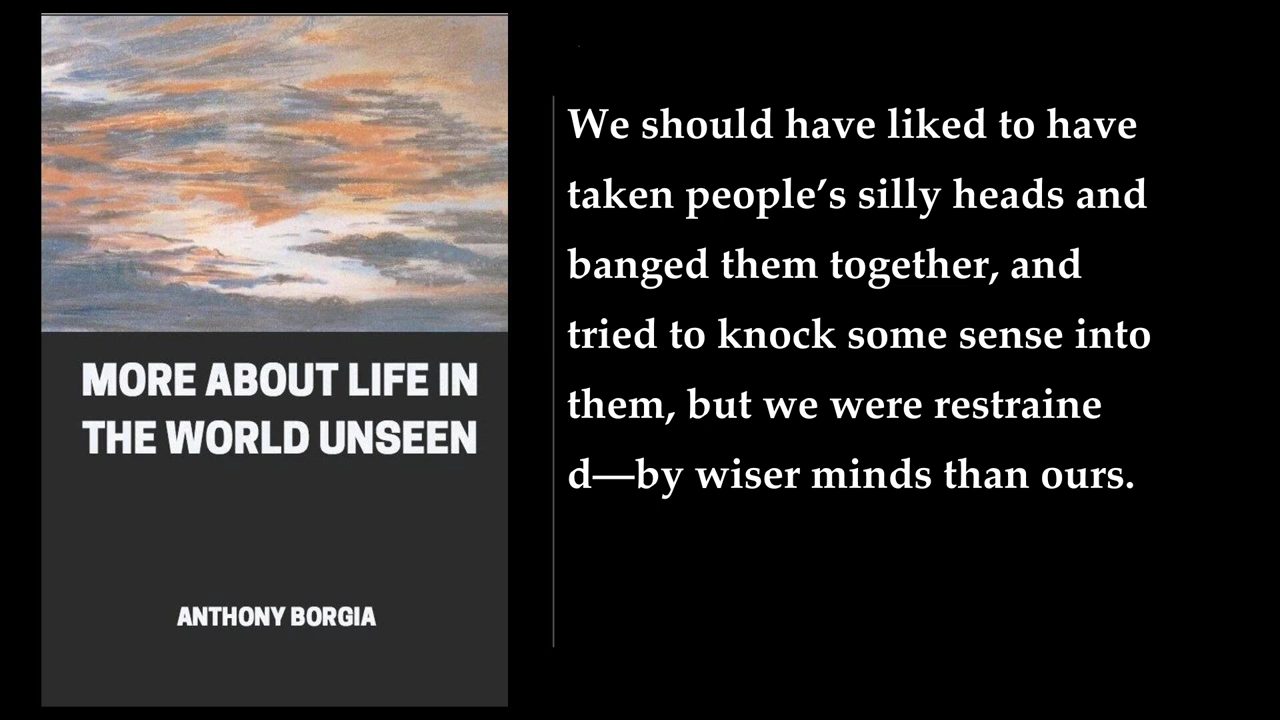 MORE ABOUT LIFE IN
THE WORLD UNSEEN
ANTHONY BORGIA
We should have liked to have
taken people’s silly heads and
banged them together, and
tried to knock some sense into
them, but we were restraine
d—by wiser minds than ours.